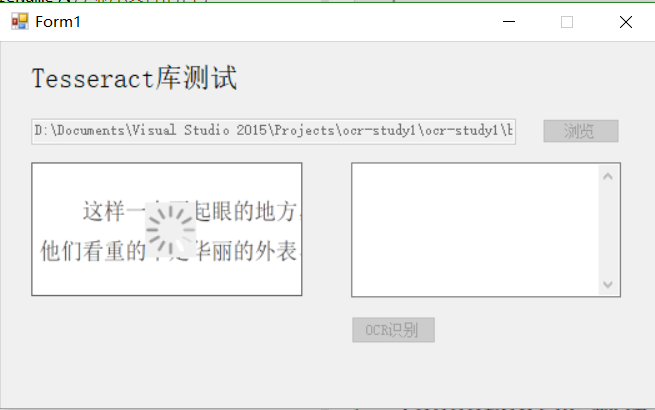 Form1
Tesseract库测试
D:\Documents\Visual Studio 2015\Projects\ocr-study1\ocr-study1\b
浏览
这样一 起眼的地方,
他们看重的 华丽的外表
OCR识别